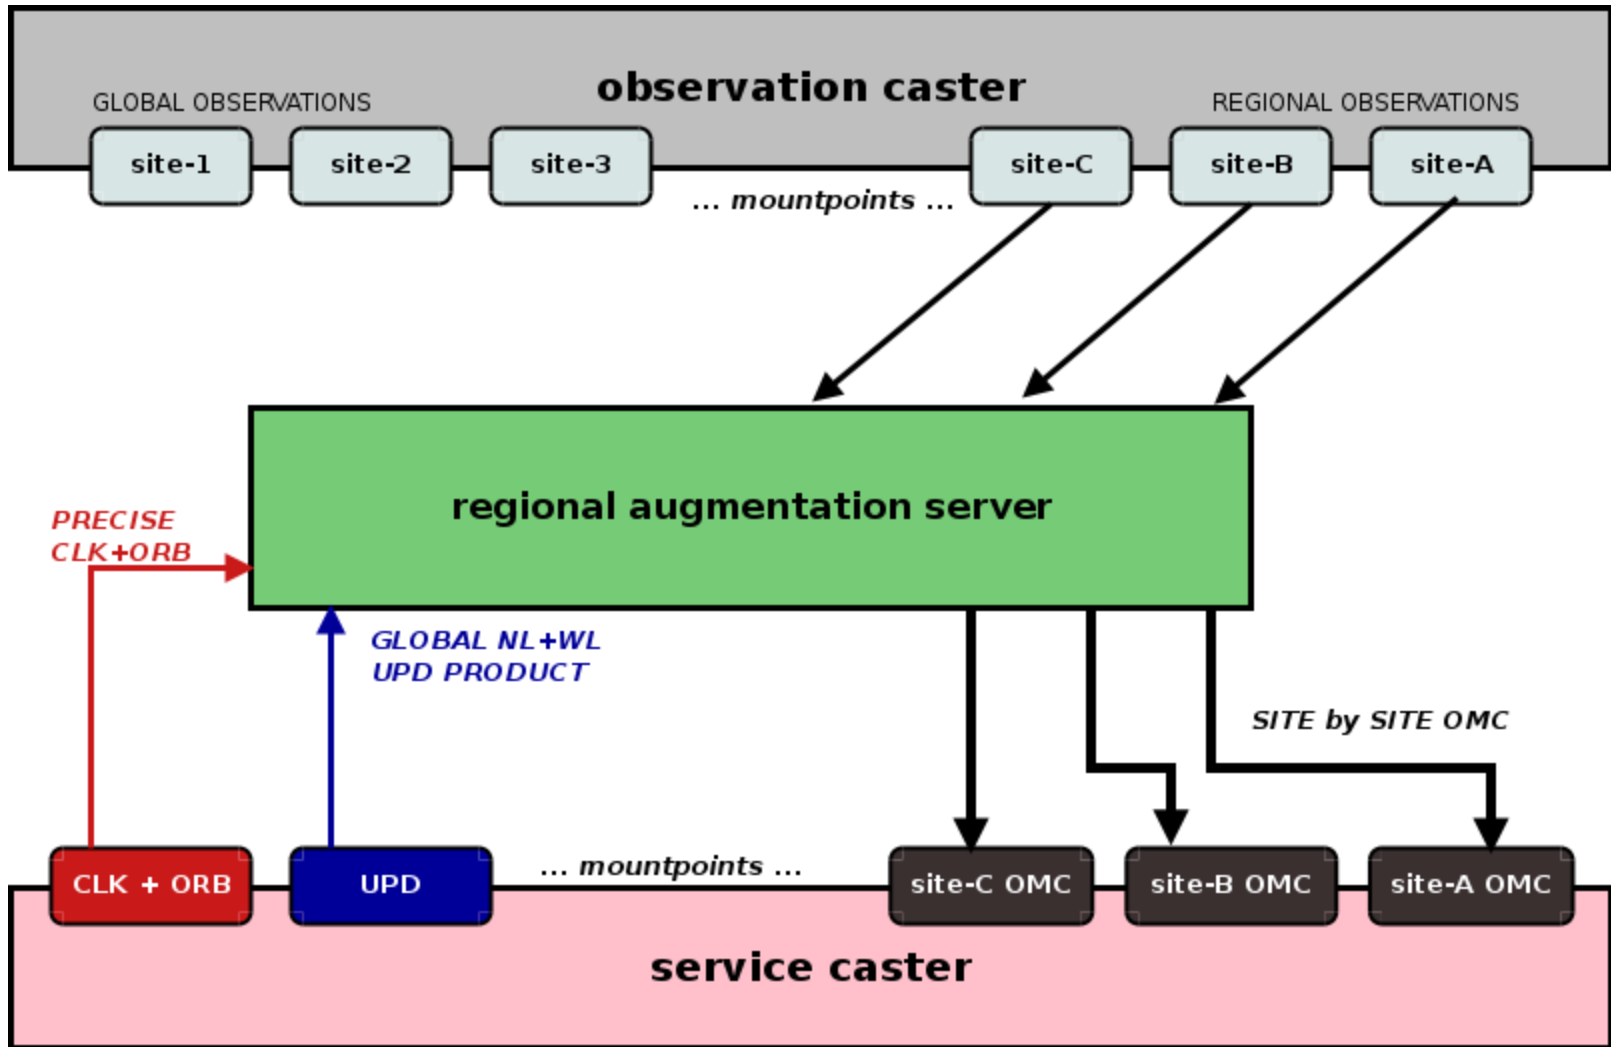 observation caster
GLOBAL OBSERVATIONS
REGIONAL OBSERVATIONS
site-1
site-2
site-3
site-C
site-B
site-A
... mountpoints ...
regional augmentation server
PRECISE
CLK+ORB
GLOBAL NL+WL
UPD PRODUCT
SITE by SITE OMC
... mountpoints ...
CLK + ORB
UPD
site-C OMC
site-B OMC
site-A OMC
service caster